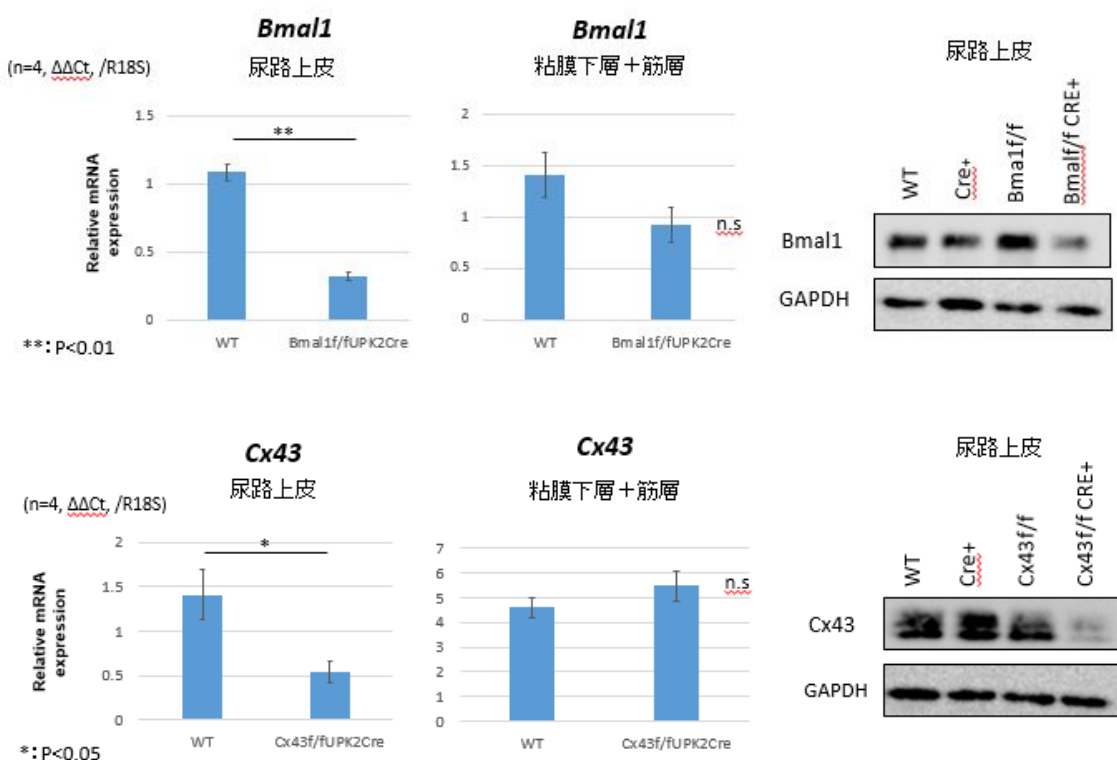 Bmal1
尿路上皮
(n=4, ΔΔCt, /R18S)
Relative mRNA
expression
1.5
1
0.5
0
**
WT
Bmal1f/fUPK2Cre
**:P<0.01
Bmal1
粘膜下層+筋層
2
1.5
1
0.5
0
n.s
WT
Bmal1f/fUPK2Cre
尿路上皮
WT
Cre+
Bma1f/f
Bmalf/f CRE+
Bmal1
GAPDH
Cx43
尿路上皮
(n=4, ΔΔCt, /R18S)
Relative mRNA
expression
2
1.5
1
0.5
0
*
WT
Cx43f/fUPK2Cre
*:P<0.05
Cx43
粘膜下層+筋層
7
6
5
4
3
2
1
0
n.s
WT
Cx43f/fUPK2Cre
尿路上皮
WT
Cre+
Cx43f/f
Cx43f/f CRE+
Cx43
GAPDH